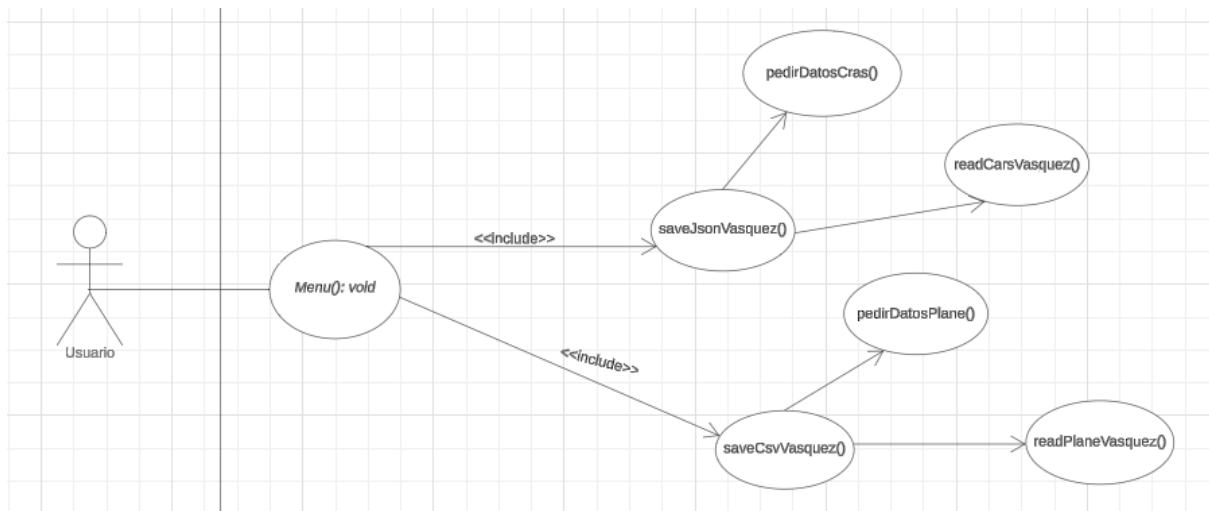 pedirDatosCras()
readCarsVasquez()
saveJsonVasquez()
<<include>>
Menu(): void
pedirDatosPlane()
Usuario
<<include>>
saveCsvVasquez()
readPlaneVasquez()